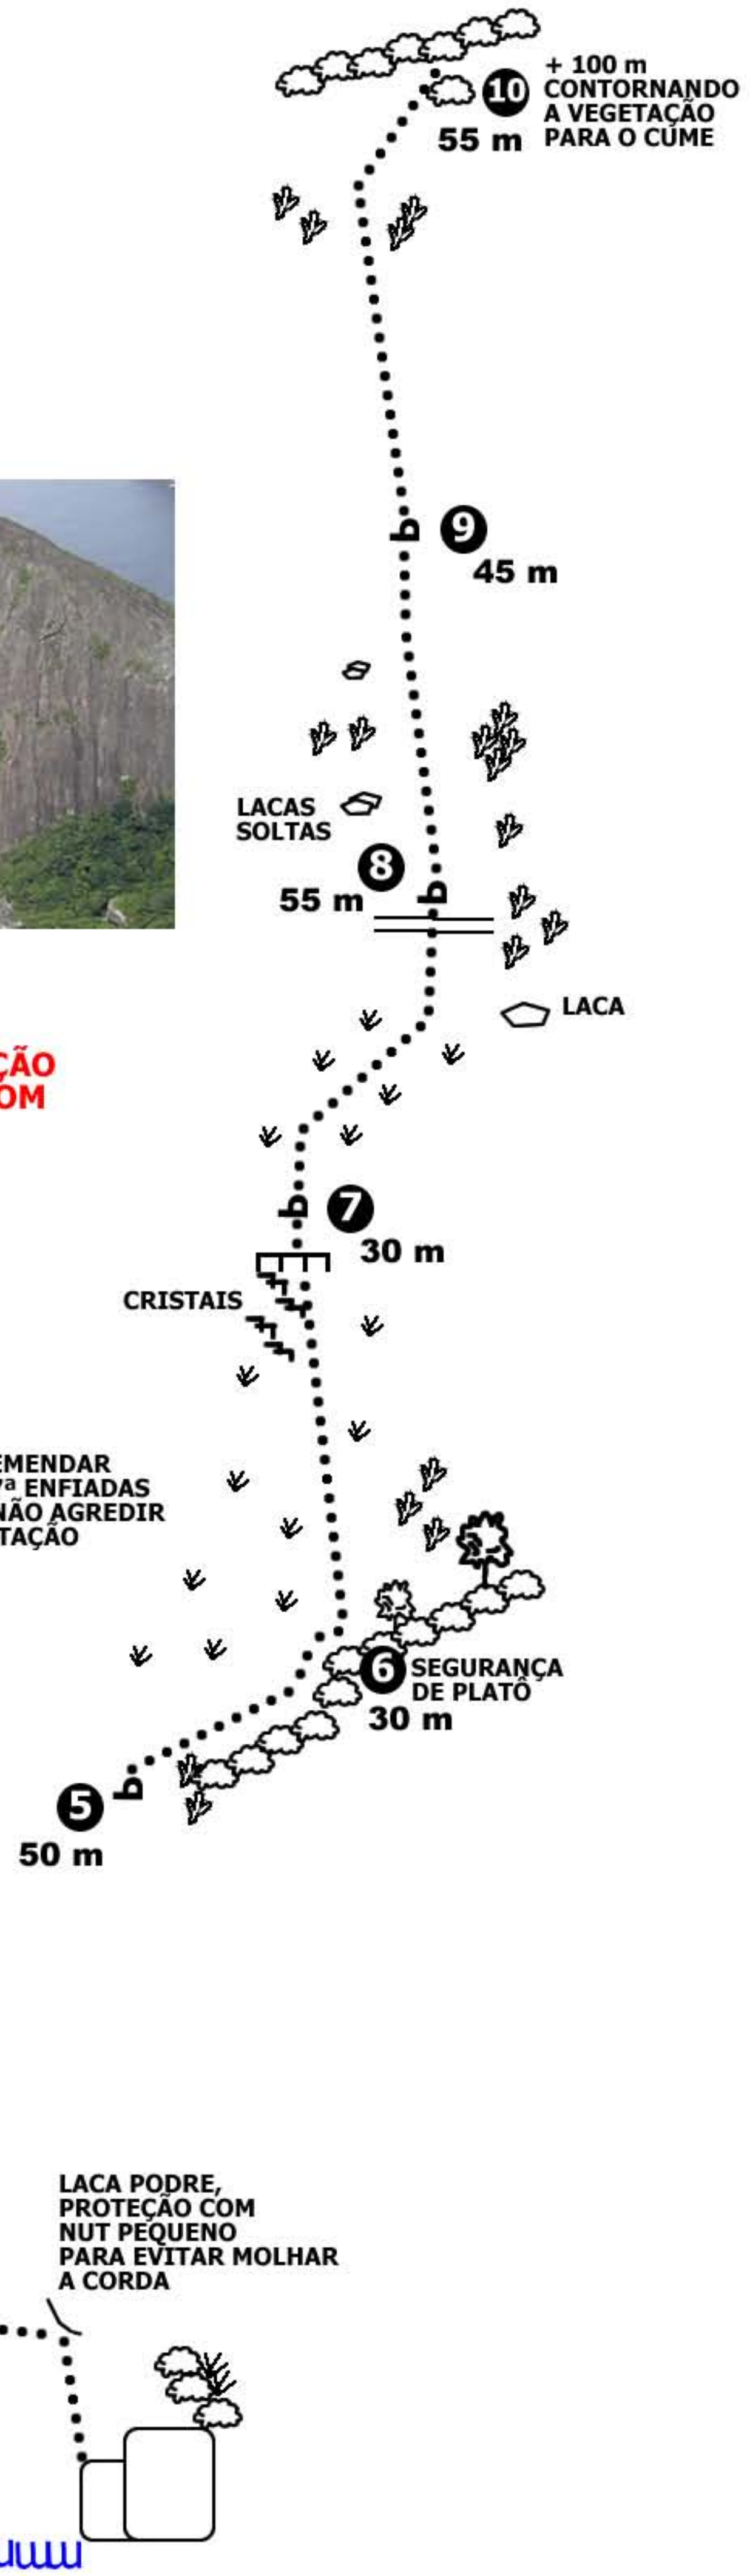 + 100 m
10 CONTORNANDO
A VEGETAÇÃO
55 m PARA O CUME
9
45 m
LACAS
SOLTAS
8
55 m
LACA
ÇÃO
OM
7
30 m
CRISTAIS
EMENDAR
7ª ENFIADAS
NÃO AGREDIR
TAÇÃO
6 SEGURANÇA
DE PLATÔ
30 m
5
50 m
LACA PODRE,
PROTEÇÃO COM
NUT PEQUENO
PARA EVITAR MOLHAR
A CORDA